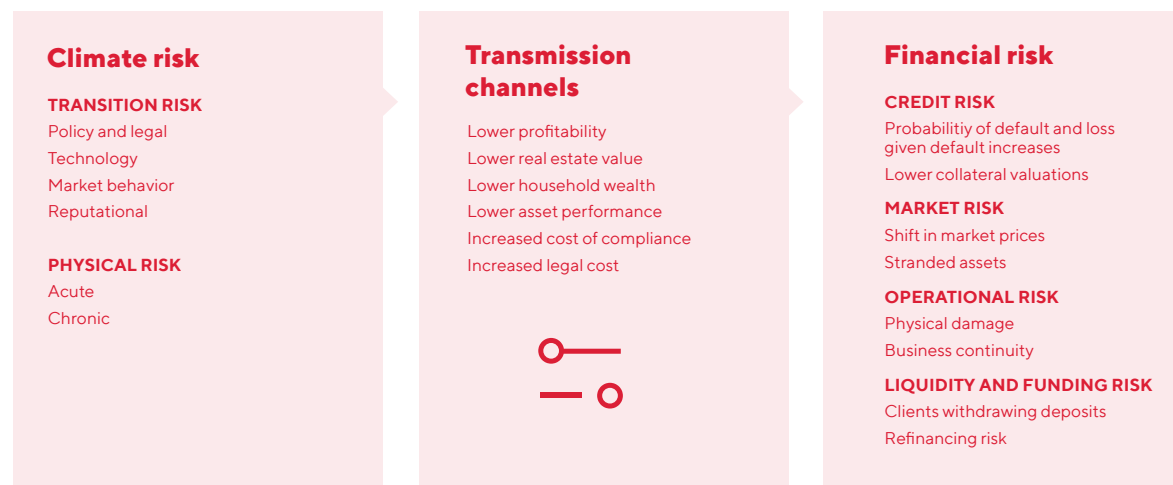 Climate risk
TRANSITION RISK
Policy and legal
Technology
Market behavior
Reputational
PHYSICAL RISK
Acute
Chronic
Transmission
channels
Lower profitability
Lower real estate value
Lower household wealth
Lower asset performance
Increased cost of compliance
Increased legal cost
Financial risk
CREDIT RISK
Probabilitiy of default and loss
given default increases
Lower collateral valuations
MARKET RISK
Shift in market prices
Stranded assets
OPERATIONAL RISK
Physical damage
Business continuity
LIQUIDITY AND FUNDING RISK
Clients withdrawing deposits
Refinancing risk